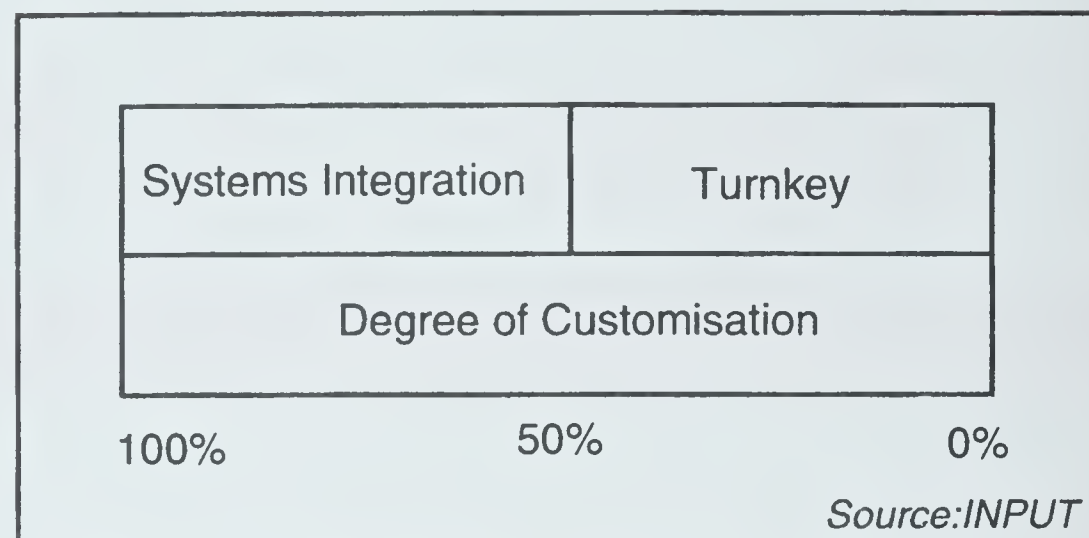 Systems Integration
Turnkey
Degree of Customisation
100% 50% 0%
Source:INPUT